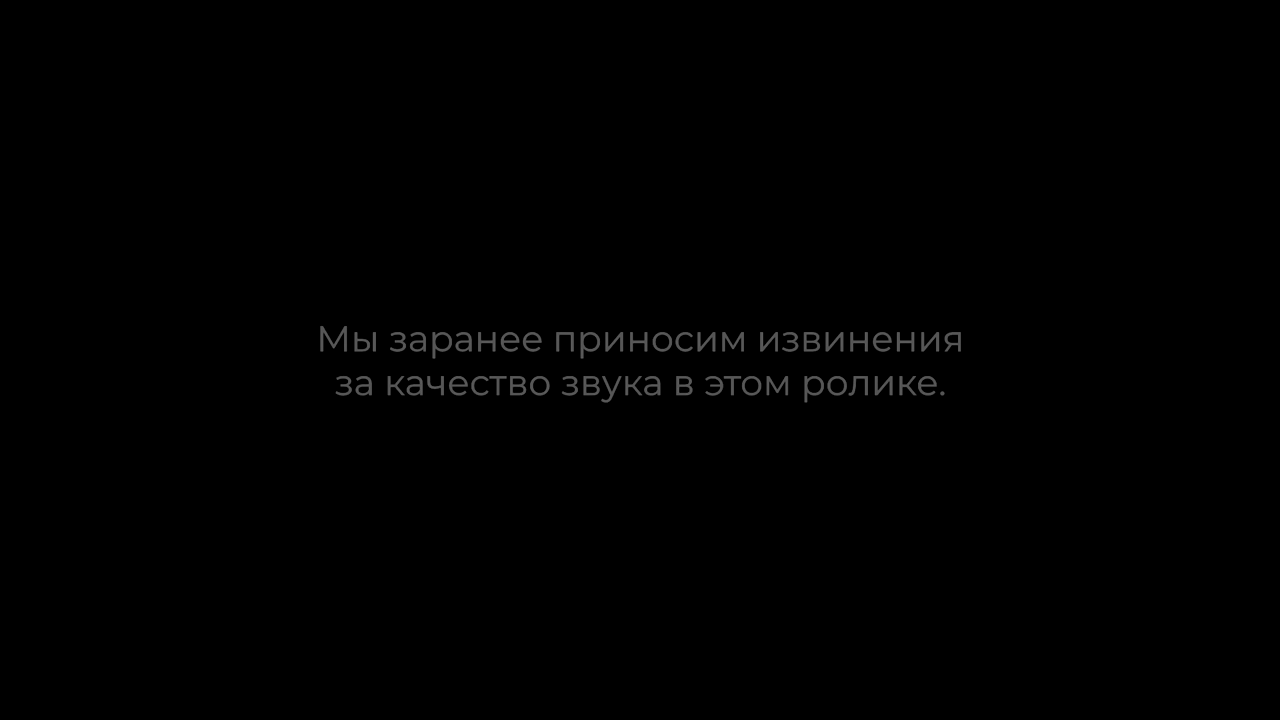 Мы заранее приносим извинения
за качество звука в этом ролике.